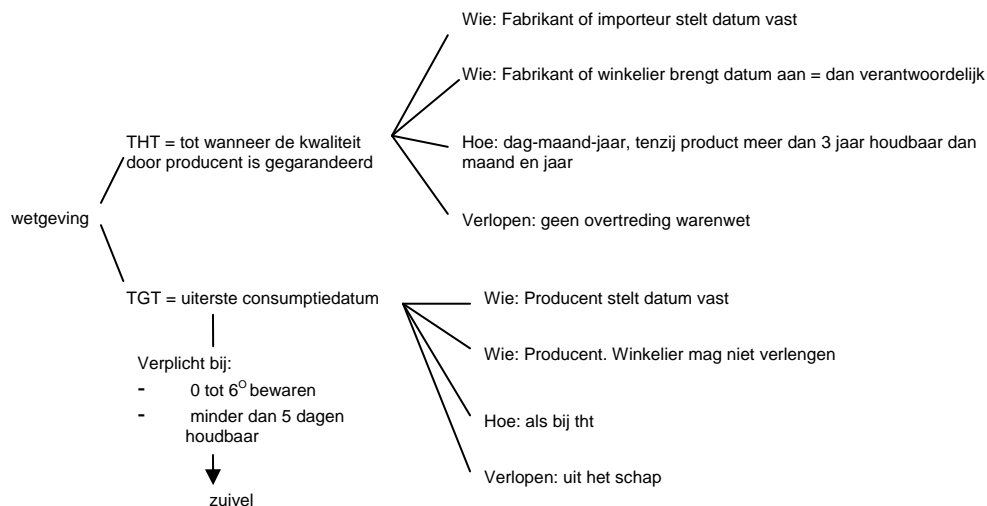 wetgeving
THT = tot wanneer de kwaliteit
door producent is gegarandeerd
Wie: Fabrikant of importeur stelt datum vast
Wie: Fabrikant of winkelier brengt datum aan = dan verantwoordelijk
Hoe: dag-maand-jaar, tenzij product meer dan 3 jaar houdbaar dan
maand en jaar
Verlopen: geen overtreding warenwet
TGT = uiterste consumptiedatum
Verplicht bij:
- 0 tot 6^O bewaren
- minder dan 5 dagen
houdbaar
zuivel
Wie: Producent stelt datum vast
Wie: Producent. Winkelier mag niet verlengen
Hoe: als bij tht
Verlopen: uit het schap